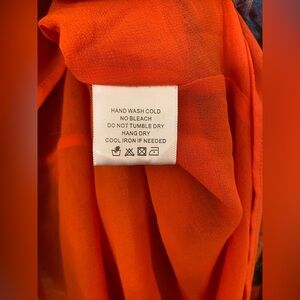 HAND WASH COLD
NO BLEACH
DO NOT TUMBLE DRY
HANG DRY
COOL IRON IF NEEDED